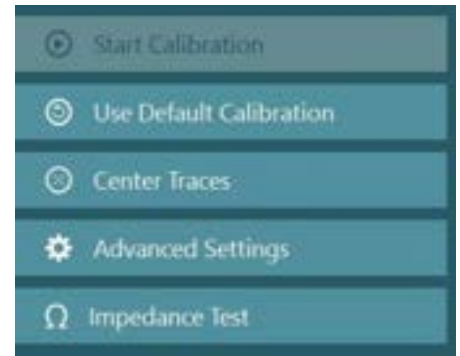 Start Calibration
Use Default Calibration
Center Traces
Advanced Settings
Ω Impedance Test